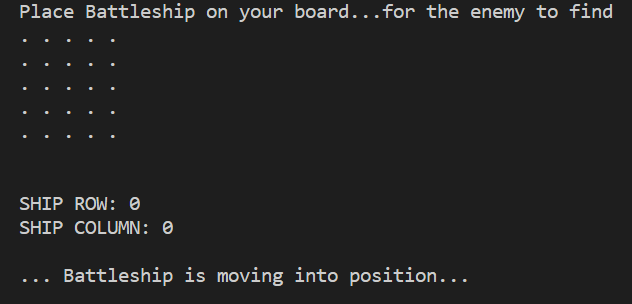 Place Battleship on your board...for the enemy to find
. . . . .
. . . . .
. . . . .
. . . . .
. . . . .
SHIP ROW: 0
SHIP COLUMN: 0
... Battleship is moving into position...